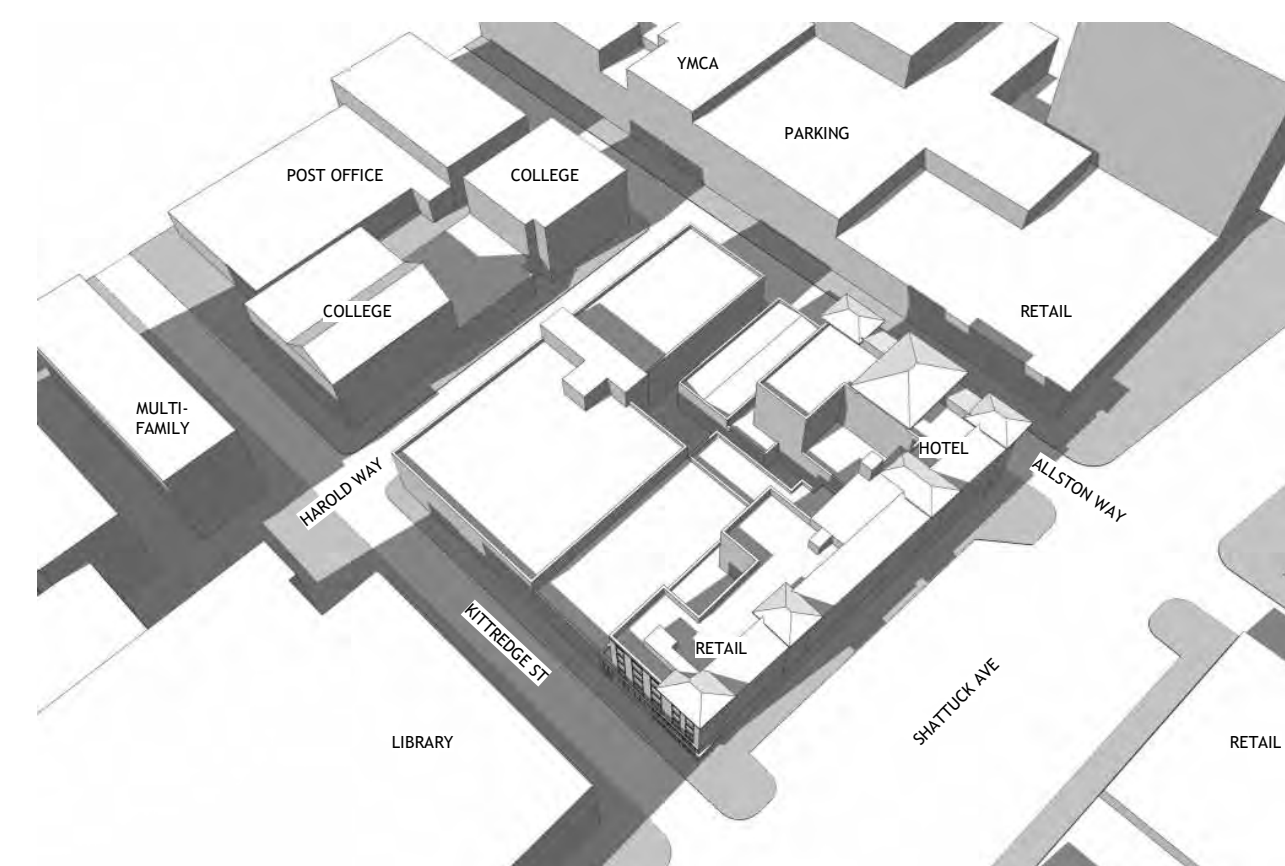 YMCA
PARKING
POST OFFICE
COLLEGE
COLLEGE
RETAIL
MULTI-
FAMILY
HOTEL
HAROLD WAY
ALLSTON WAY
KITTREDGE ST
RETAIL
SHATTUCK AVE
LIBRARY
RETAIL